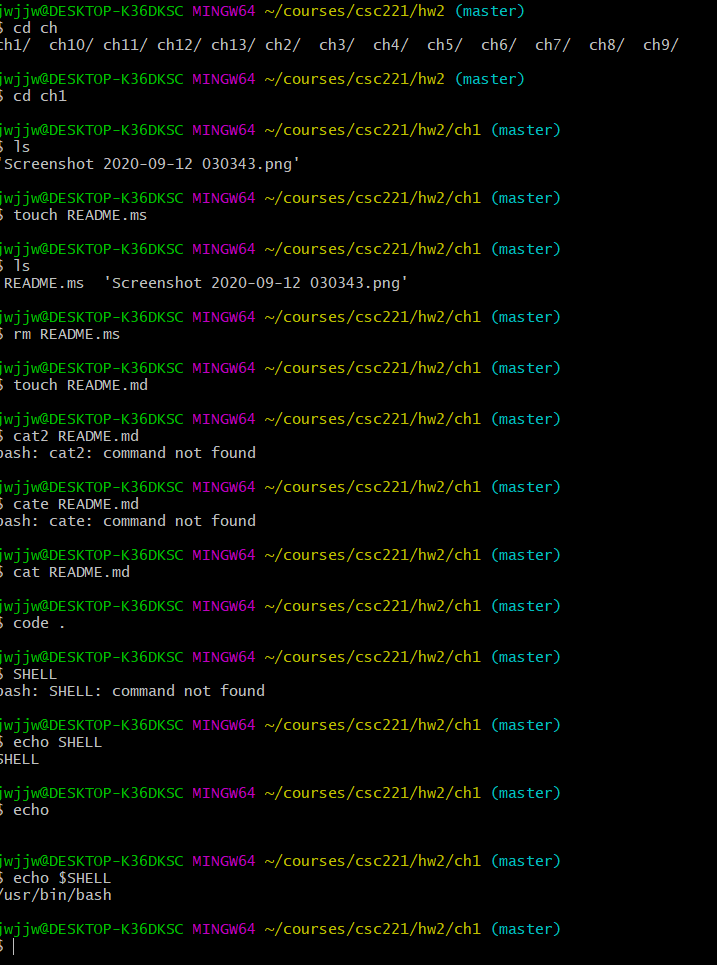 jwjjw@DESKTOP-K36DKSC MINGW64 ~/courses/csc221/hw2 (master)
$ cd ch
ch1/  ch10/ ch11/ ch12/ ch13/ ch2/  ch3/  ch4/  ch5/  ch6/  ch7/  ch8/  ch9/
jwjjw@DESKTOP-K36DKSC MINGW64 ~/courses/csc221/hw2 (master)
$ cd ch1
jwjjw@DESKTOP-K36DKSC MINGW64 ~/courses/csc221/hw2/ch1 (master)
$ ls
'Screenshot 2020-09-12 030343.png'
jwjjw@DESKTOP-K36DKSC MINGW64 ~/courses/csc221/hw2/ch1 (master)
$ touch README.ms
jwjjw@DESKTOP-K36DKSC MINGW64 ~/courses/csc221/hw2/ch1 (master)
$ ls
README.ms  'Screenshot 2020-09-12 030343.png'
jwjjw@DESKTOP-K36DKSC MINGW64 ~/courses/csc221/hw2/ch1 (master)
$ rm README.ms
jwjjw@DESKTOP-K36DKSC MINGW64 ~/courses/csc221/hw2/ch1 (master)
$ touch README.md
jwjjw@DESKTOP-K36DKSC MINGW64 ~/courses/csc221/hw2/ch1 (master)
$ cat2 README.md
bash: cat2: command not found
jwjjw@DESKTOP-K36DKSC MINGW64 ~/courses/csc221/hw2/ch1 (master)
$ cate README.md
bash: cate: command not found
jwjjw@DESKTOP-K36DKSC MINGW64 ~/courses/csc221/hw2/ch1 (master)
$ cat README.md
jwjjw@DESKTOP-K36DKSC MINGW64 ~/courses/csc221/hw2/ch1 (master)
$ code .
jwjjw@DESKTOP-K36DKSC MINGW64 ~/courses/csc221/hw2/ch1 (master)
$ SHELL
bash: SHELL: command not found
jwjjw@DESKTOP-K36DKSC MINGW64 ~/courses/csc221/hw2/ch1 (master)
$ echo SHELL
SHELL
jwjjw@DESKTOP-K36DKSC MINGW64 ~/courses/csc221/hw2/ch1 (master)
$ echo
jwjjw@DESKTOP-K36DKSC MINGW64 ~/courses/csc221/hw2/ch1 (master)
$ echo $SHELL
/usr/bin/bash
jwjjw@DESKTOP-K36DKSC MINGW64 ~/courses/csc221/hw2/ch1 (master)
$